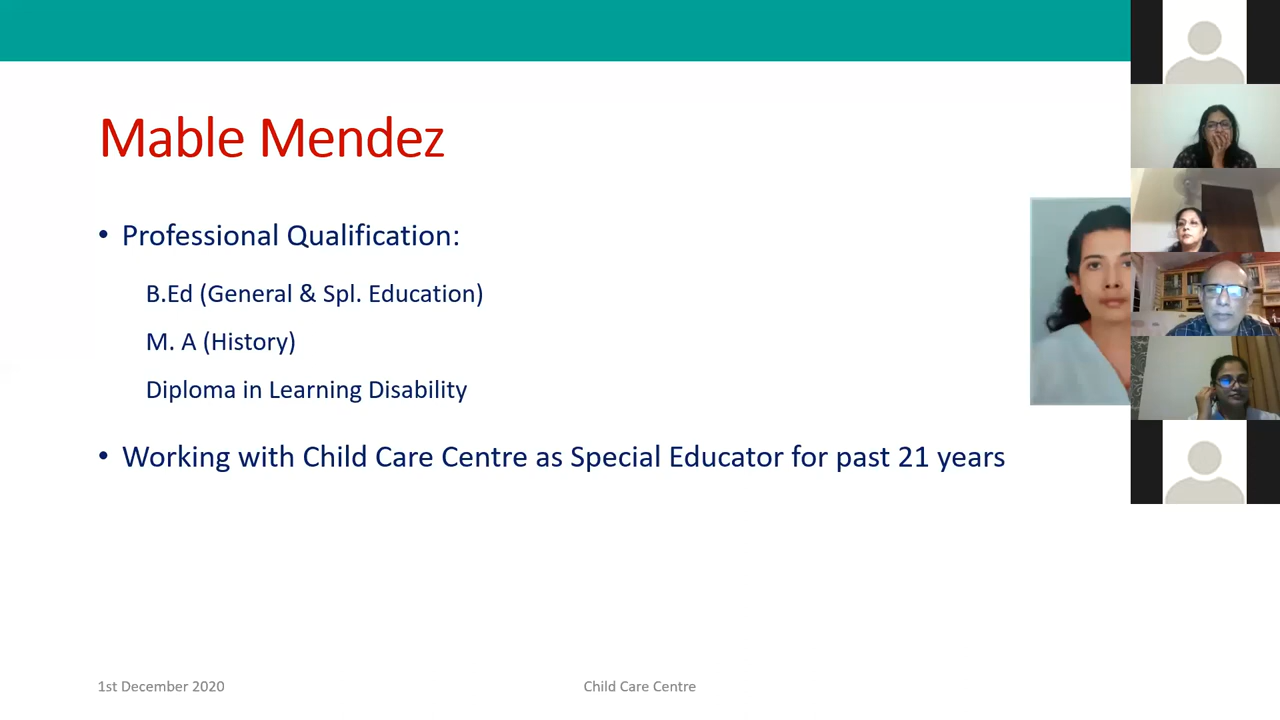 Mable Mendez
• Professional Qualification:
B.Ed (General & Spl. Education)
M. A (History)
Diploma in Learning Disability
• Working with Child Care Centre as Special Educator for past 21 years
1st December 2020
Child Care Centre